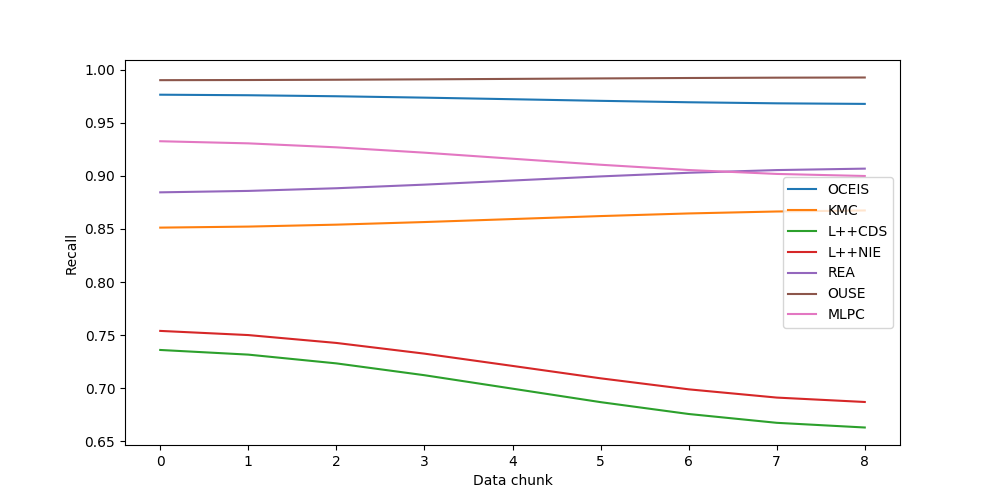 1.00
0.95
0.90
0.85
0.80
0.75
0.70
0.65
Recall
0 1 2 3 4 5 6 7 8
Data chunk
OCEIS
KMC
L++CDS
L++NIE
REA
OUSE
MLPC